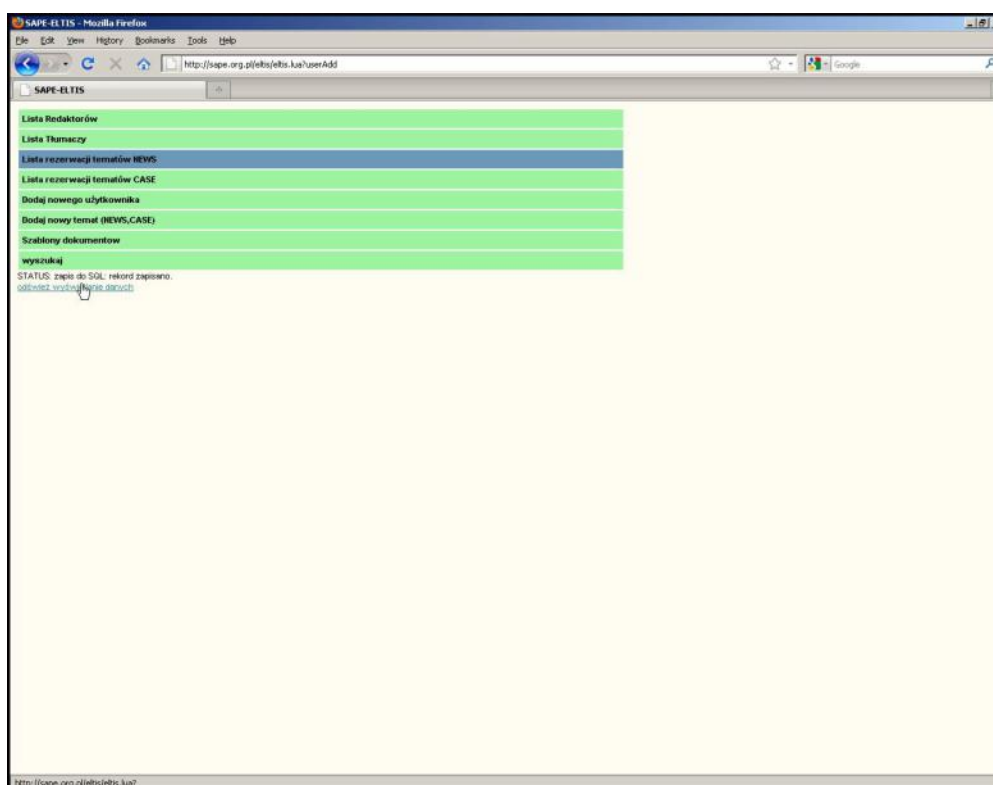 SAPE-ELTIS - Mozilla Firefox
File Edit View History Bookmarks Tools Help
http://sape.org.pl/eltis/eltis.lua?userAdd
Google
SAPE-ELTIS
Lista Redaktorów
Lista Tłumaczy
Lista rezerwacji tematów NEWS
Lista rezerwacji tematów CASE
Dodaj nowego użytkownika
Dodaj nowy temat (NEWS,CASE)
Szablony dokumentow
wyszukaj
STATUS: zapis do SQL: rekord zapisano.
odśwież danych
http://sape.org.pl/eltis/eltis.lua?